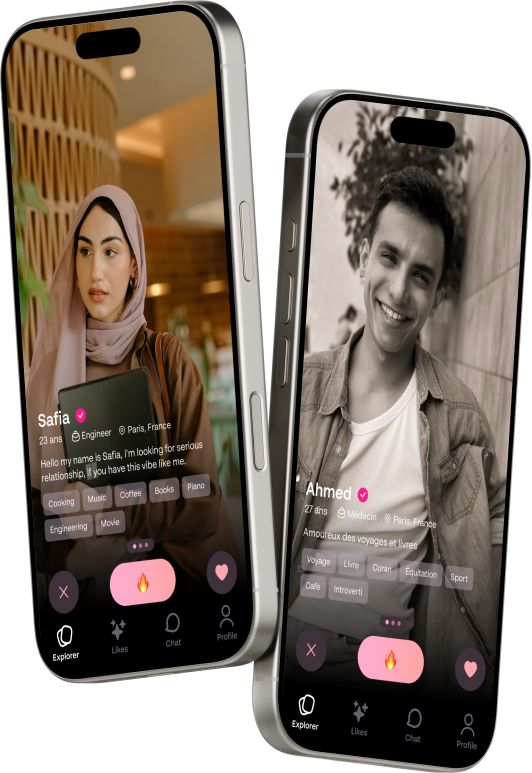 Safia
23 ans Engineer Paris, France
Hello my name is Safia, i'm looking for serious
relationship, if you have this vibe like me.
Cooking Music Coffee Books Piano
Engineering Movie
Explorer Likes Chat Profile
Ahmed
27 ans Médecin Paris, France
Amoureux des voyages et livres
Voyage Livre Coran Équitation Sport
Café Introverti
Explorer Likes Chat Profile